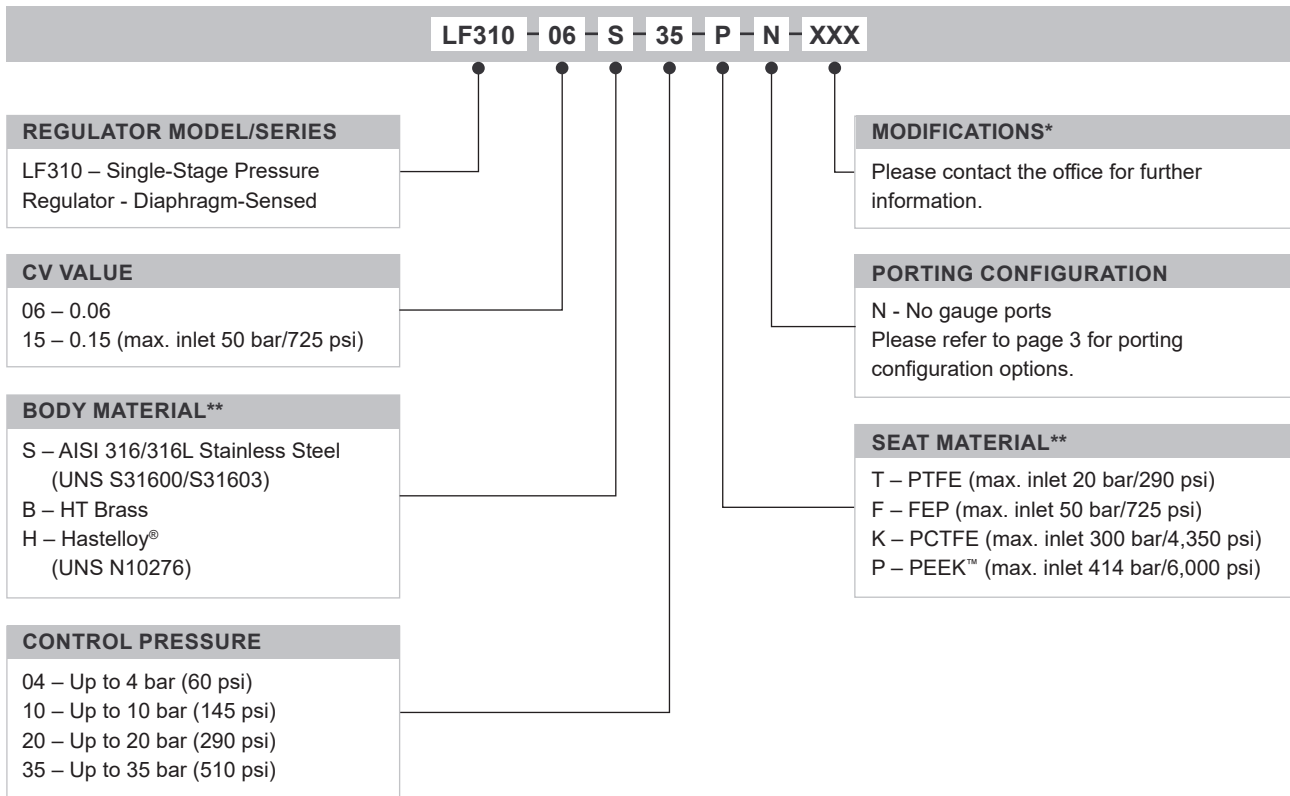 LF310 - 06 - S - 35 - P - N - XXX
REGULATOR MODEL/SERIES
LF310 – Single-Stage Pressure
Regulator - Diaphragm-Sensed
CV VALUE
06 – 0.06
15 – 0.15 (max. inlet 50 bar/725 psi)
BODY MATERIAL**
S – AISI 316/316L Stainless Steel
(UNS S31600/S31603)
B – HT Brass
H – Hastelloy®
(UNS N10276)
CONTROL PRESSURE
04 – Up to 4 bar (60 psi)
10 – Up to 10 bar (145 psi)
20 – Up to 20 bar (290 psi)
35 – Up to 35 bar (510 psi)
MODIFICATIONS*
Please contact the office for further
information.
PORTING CONFIGURATION
N - No gauge ports
Please refer to page 3 for porting
configuration options.
SEAT MATERIAL**
T – PTFE (max. inlet 20 bar/290 psi)
F – FEP (max. inlet 50 bar/725 psi)
K – PCTFE (max. inlet 300 bar/4,350 psi)
P – PEEK™ (max. inlet 414 bar/6,000 psi)